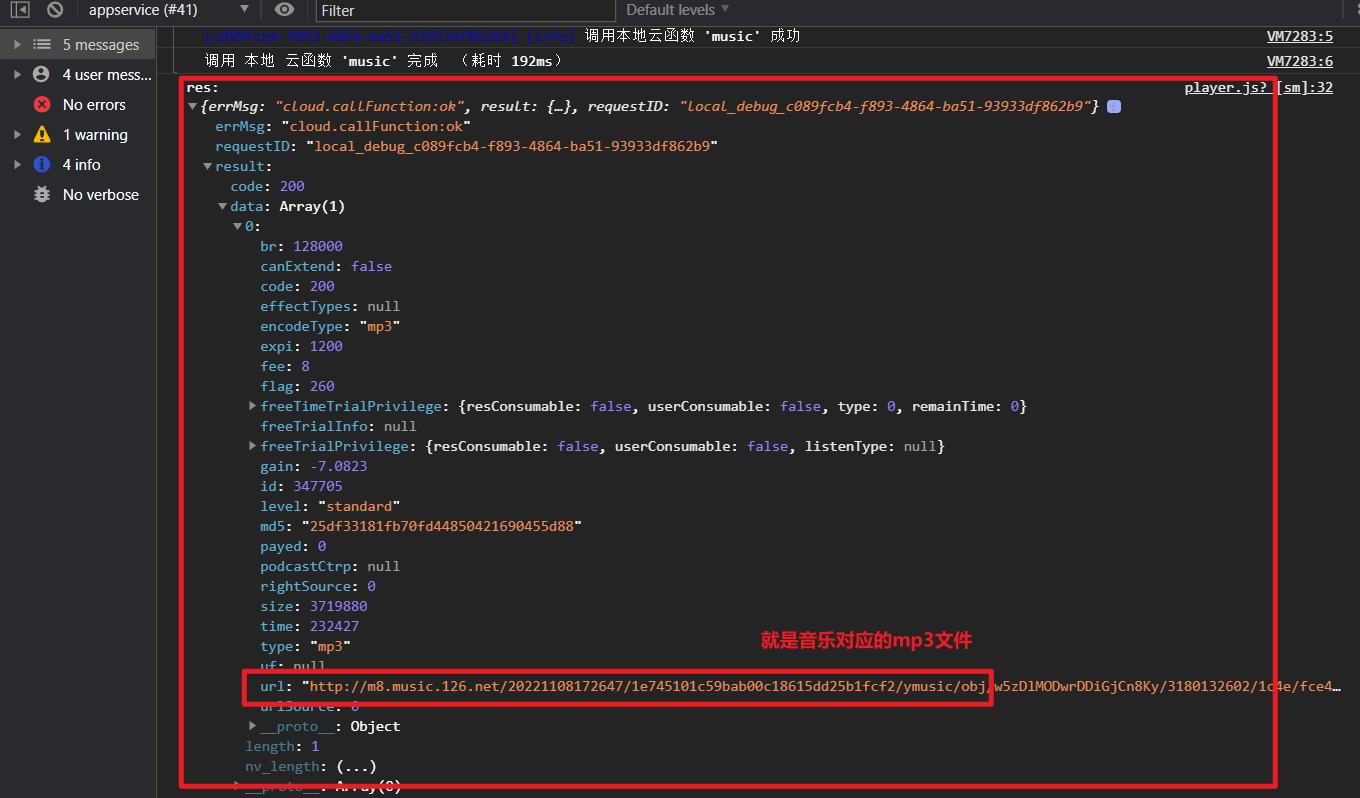 appservice (#41)
Filter
Default levels
5 messages
4 user mess...
No errors
1 warning
4 info
No verbose
[c089fcb4-f893-4864-ba51-93933df862b9] [info] 调用本地云函数 'music' 成功 VM7283:5
调用 本地 云函数 'music' 完成 （耗时 192ms） VM7283:6
res: player.js? [sm]:32
{errMsg: "cloud.callFunction:ok", result: {…}, requestID: "local_debug_c089fcb4-f893-4864-ba51-93933df862b9"}
errMsg: "cloud.callFunction:ok"
requestID: "local_debug_c089fcb4-f893-4864-ba51-93933df862b9"
result:
code: 200
data: Array(1)
0:
br: 128000
canExtend: false
code: 200
effectTypes: null
encodeType: "mp3"
expi: 1200
fee: 8
flag: 260
freeTimeTrialPrivilege: {resConsumable: false, userConsumable: false, type: 0, remainTime: 0}
freeTrialInfo: null
freeTrialPrivilege: {resConsumable: false, userConsumable: false, listenType: null}
gain: -7.0823
id: 347705
level: "standard"
md5: "25df33181fb70fd44850421690455d88"
payed: 0
podcastCtrp: null
rightSource: 0
size: 3719880
time: 232427
type: "mp3"
就是音乐对应的mp3文件
uf: null
url: "http://m8.music.126.net/20221108172647/1e745101c59bab00c18615dd25b1fcf2/ymusic/obj/w5zDlMODwrDDiGjCn8Ky/3180132602/1c4e/fce4…
urlSource: 0
__proto__: Object
length: 1
nv_length: (...)
__proto__: Array(0)